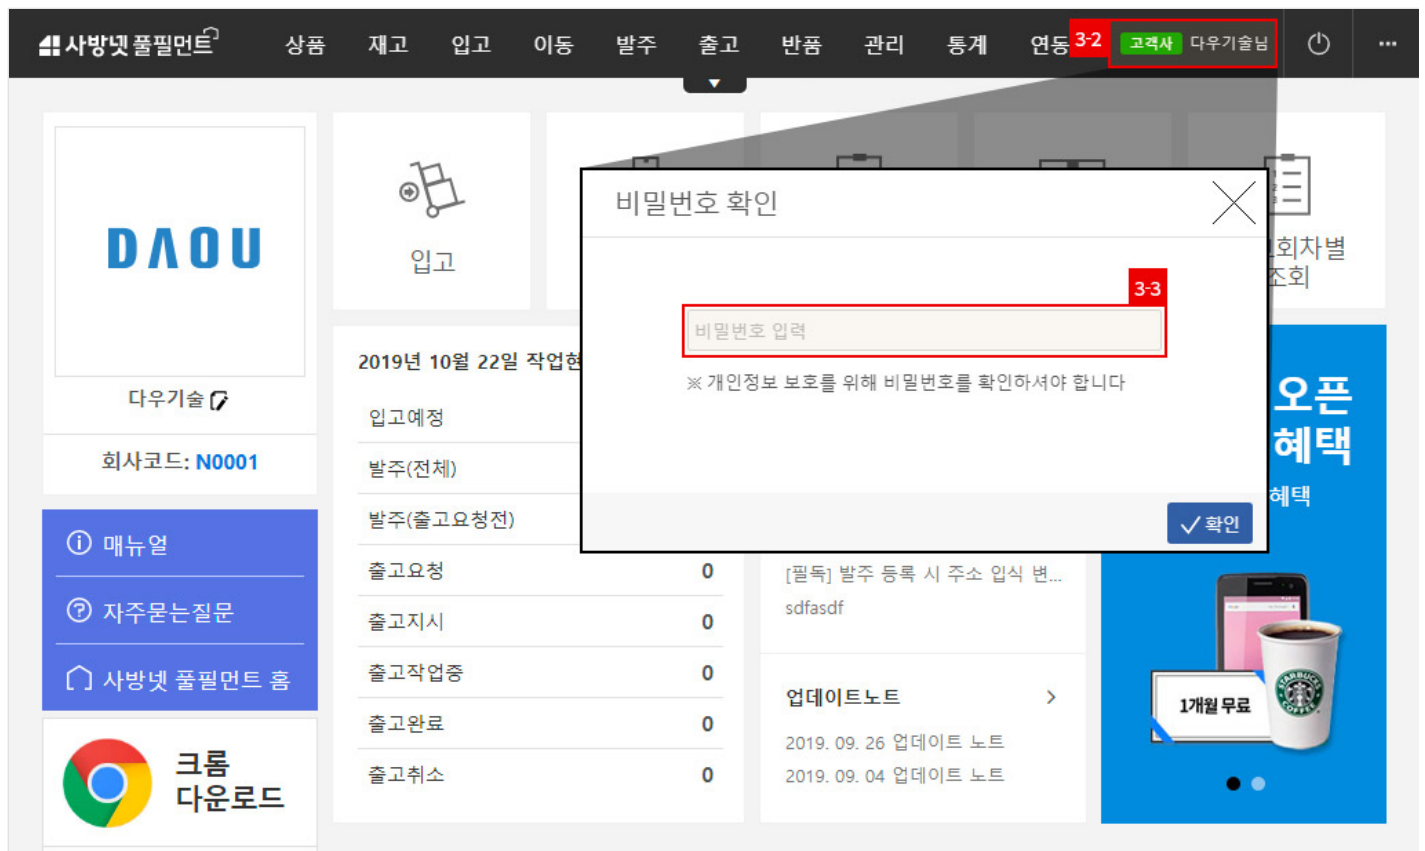 사방넷 풀필먼트
상품 재고 입고 이동 발주 출고 반품 관리 통계 연동 3-2 고객사 다우기술님 ...
▼
DAOU
다우기술
회사코드: N0001
매뉴얼
자주묻는질문
사방넷 풀필먼트 홈
크롬
다운로드
입고
회차별
조회
비밀번호 확인
3-3
비밀번호 입력
※ 개인정보 보호를 위해 비밀번호를 확인하셔야 합니다
확인
2019년 10월 22일 작업현
입고예정
발주(전체)
발주(출고요청전)
출고요청 0
출고지시 0
출고작업중 0
출고완료 0
출고취소 0
[필독] 발주 등록 시 주소 입식 변...
sdfasdf
업데이트노트 >
2019. 09. 26 업데이트 노트
2019. 09. 04 업데이트 노트
오픈
혜택
혜택
1개월 무료
STARBUCKS
COFFEE